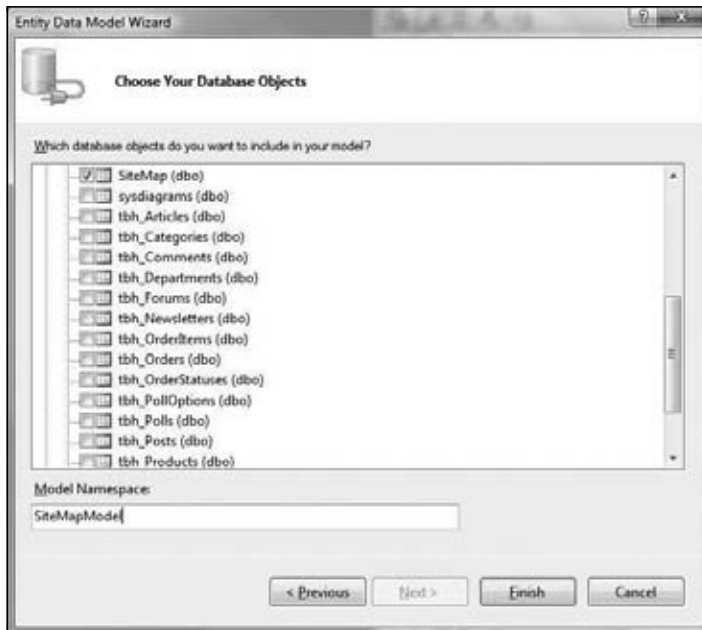 Entity Data Model Wizard
Choose Your Database Objects
Which database objects do you want to include in your model?
SiteMap (dbo)
sysdiagrams (dbo)
tbh_Articles (dbo)
tbh_Categories (dbo)
tbh_Comments (dbo)
tbh_Departments (dbo)
tbh_Forums (dbo)
tbh_Newsletters (dbo)
tbh_OrderItems (dbo)
tbh_Orders (dbo)
tbh_OrderStatuses (dbo)
tbh_PollOptions (dbo)
tbh_Polls (dbo)
tbh_Posts (dbo)
tbh_Products (dbo)
Model Namespace:
SiteMapModel
< Previous
Next >
Finish
Cancel